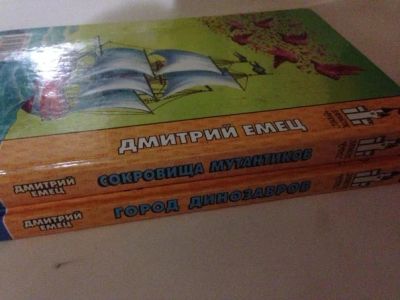 ДМИТРИЙ ЕМЕЦ
ДМИТРИЙ
ЕМЕЦ
СОКРОВИЩА МУТАНТИКОВ
ДМИТРИЙ
ЕМЕЦ
ГОРОД ДИНОЗАВРОВ